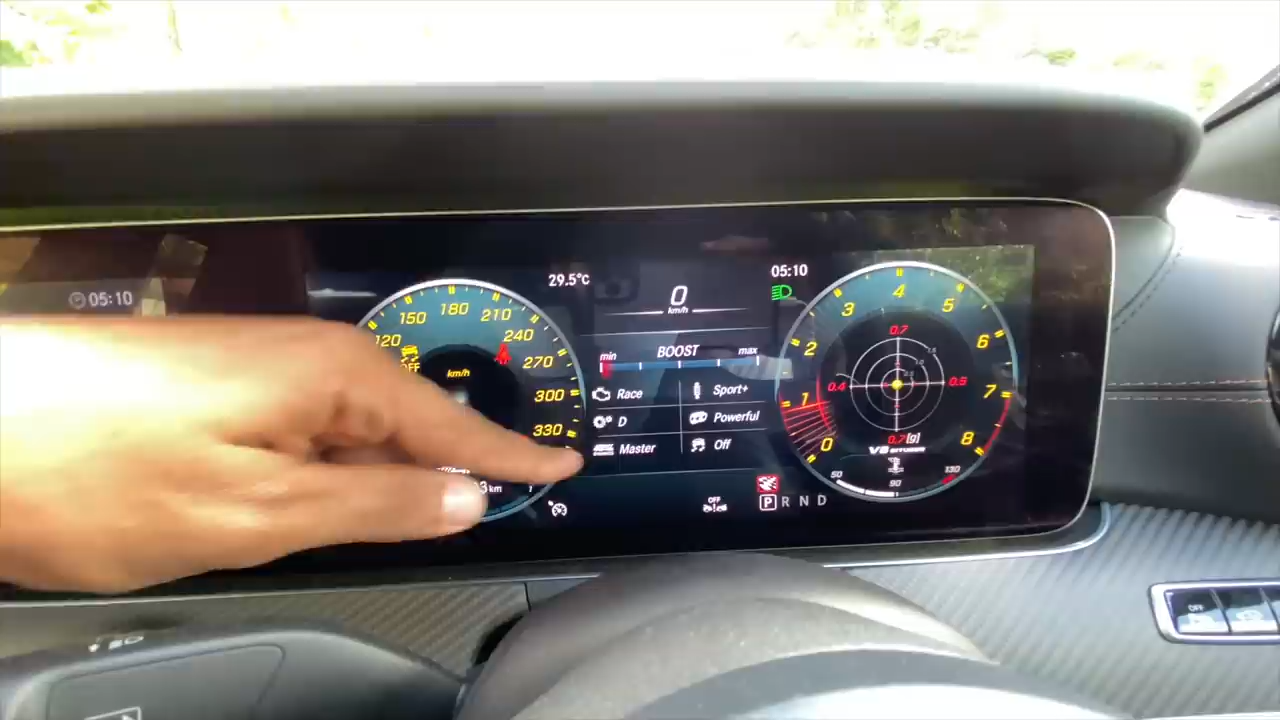 05:10
29.5°C
05:10
0
km/h
120
150
180
210
240
270
300
330
OFF
km/h
3km
min BOOST max
Race Sport+
D Powerful
Master Off
OFF
P R N D
0
1
2
3
4
5
6
7
8
0.7
0.4
0.5
0.7[g]
V8 BITURBO
50
90
130
OFF